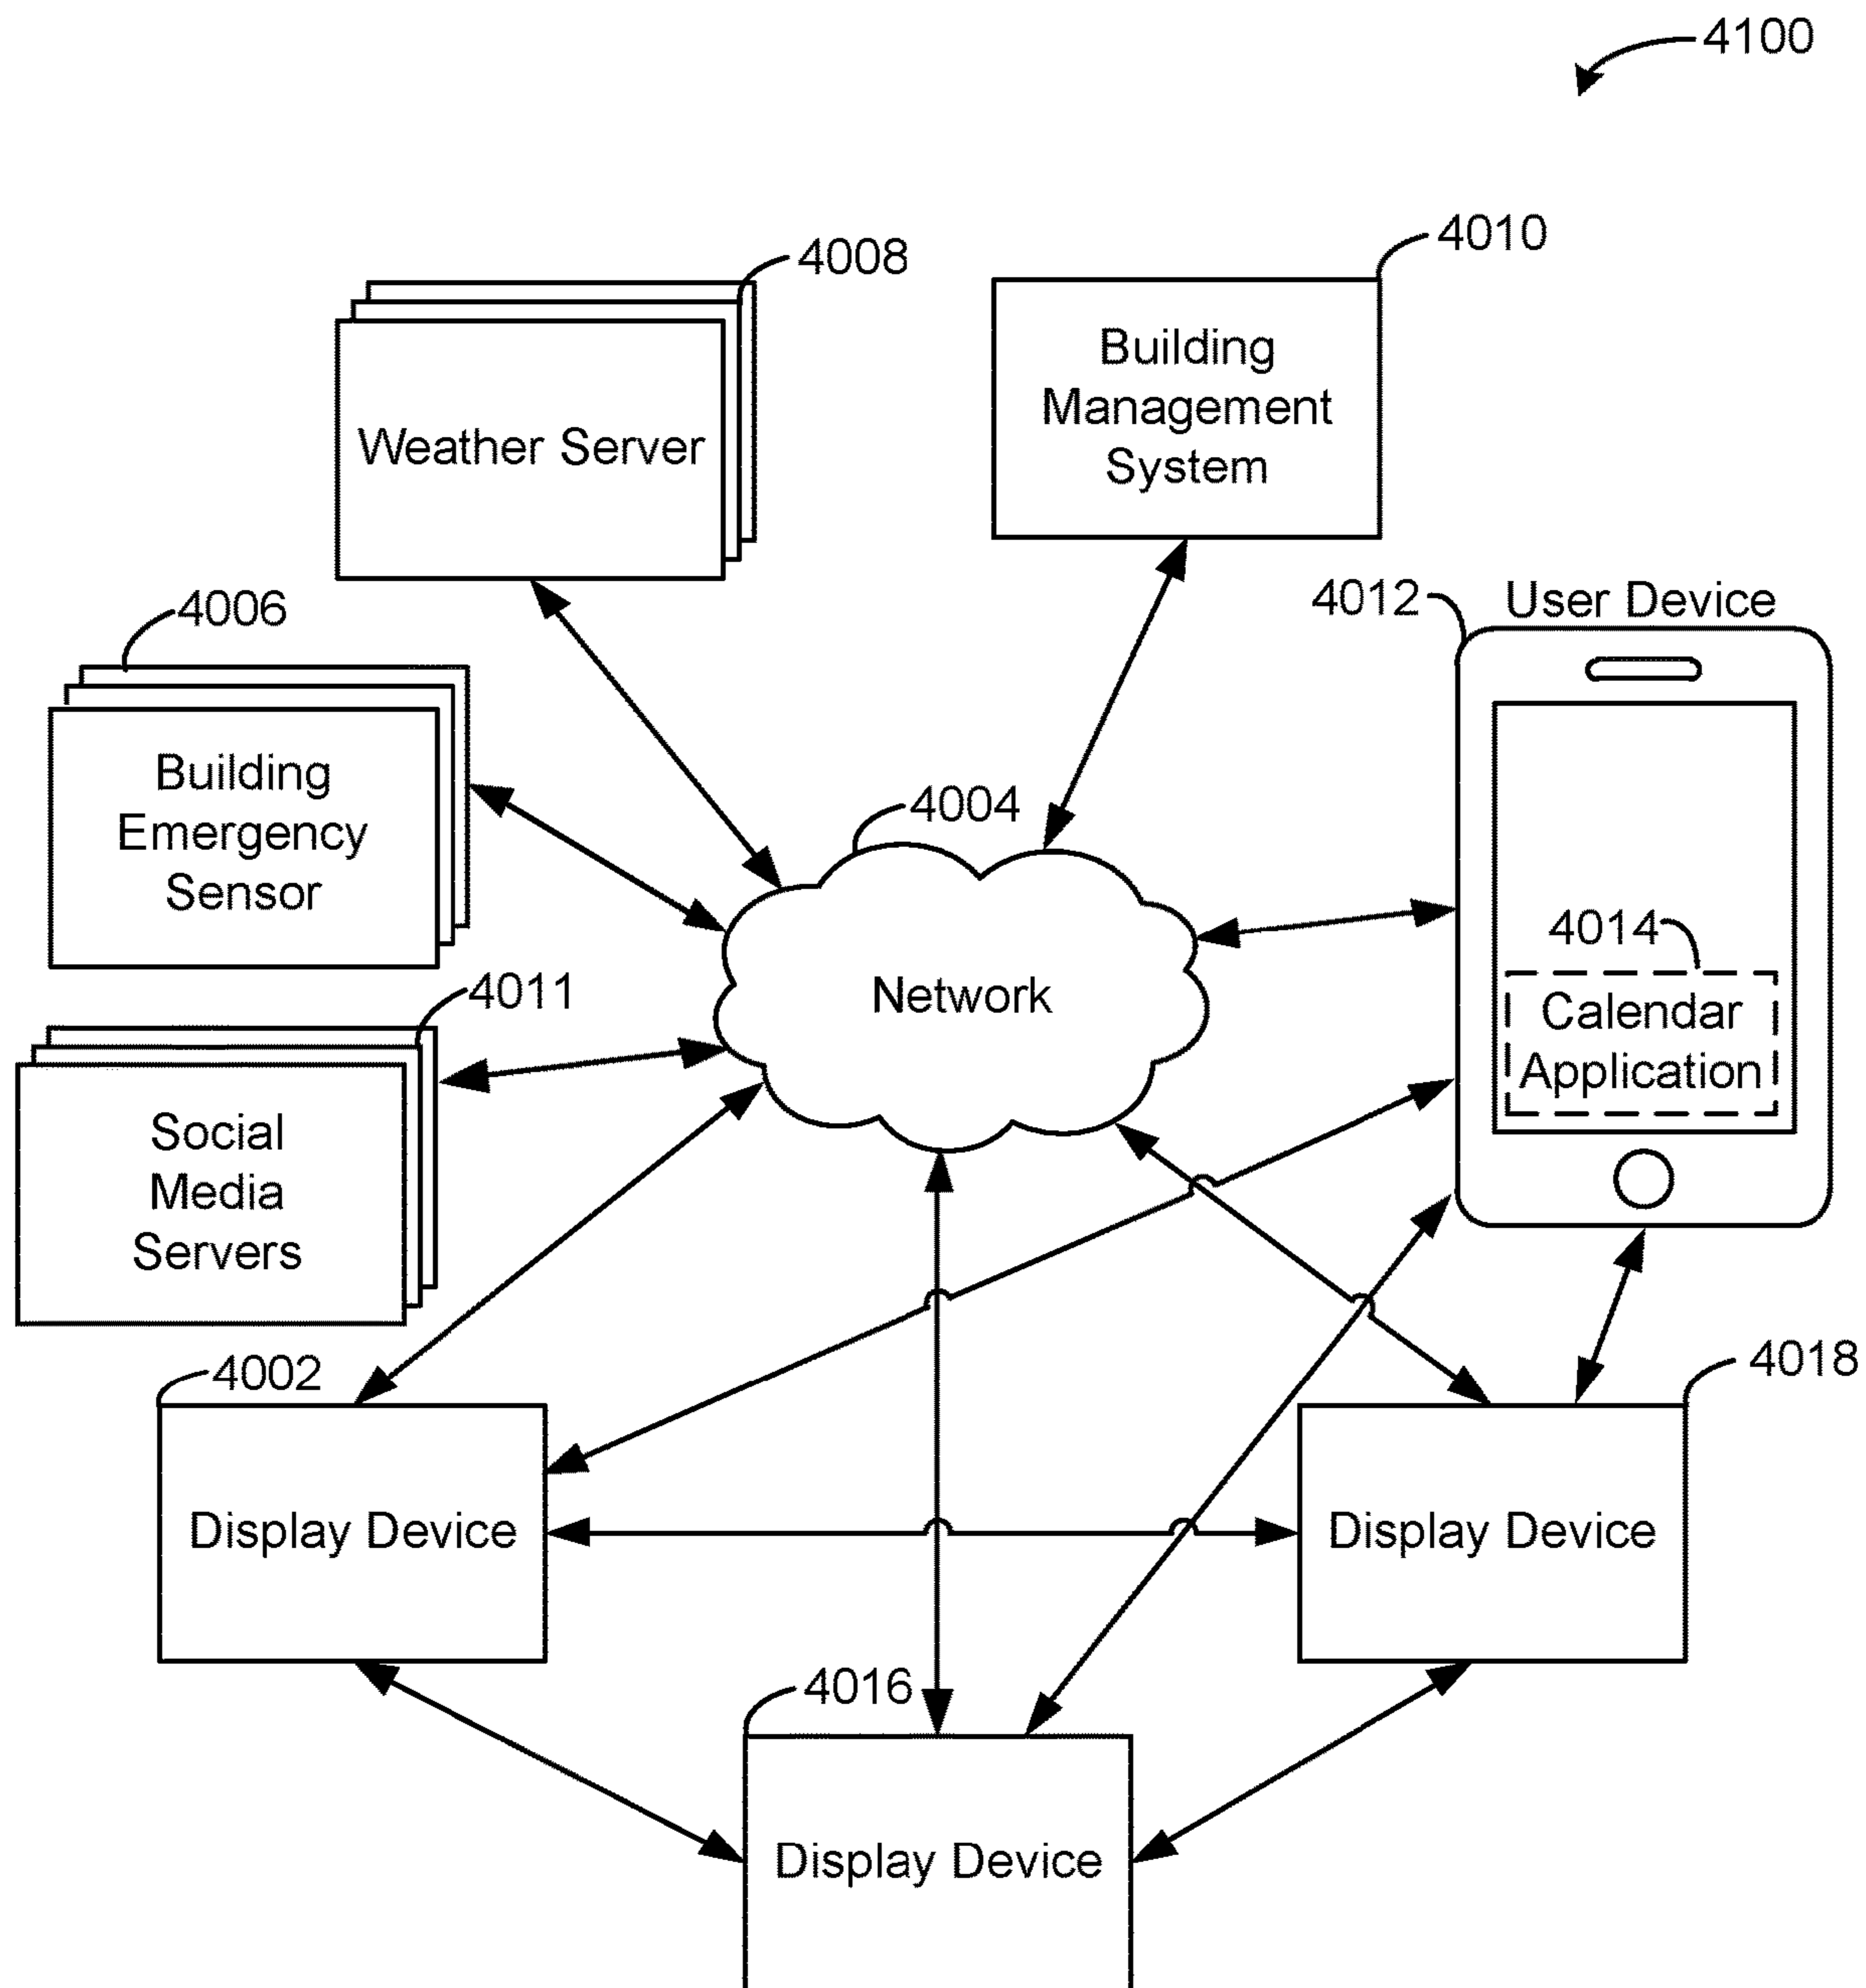 4100
4010
4008
Building
Management
System
Weather Server
4012
User Device
4006
Building
Emergency
Sensor
4004
4014
Calendar
Application
Network
4011
Social
Media
Servers
4002
4018
Display Device
Display Device
4016
Display Device